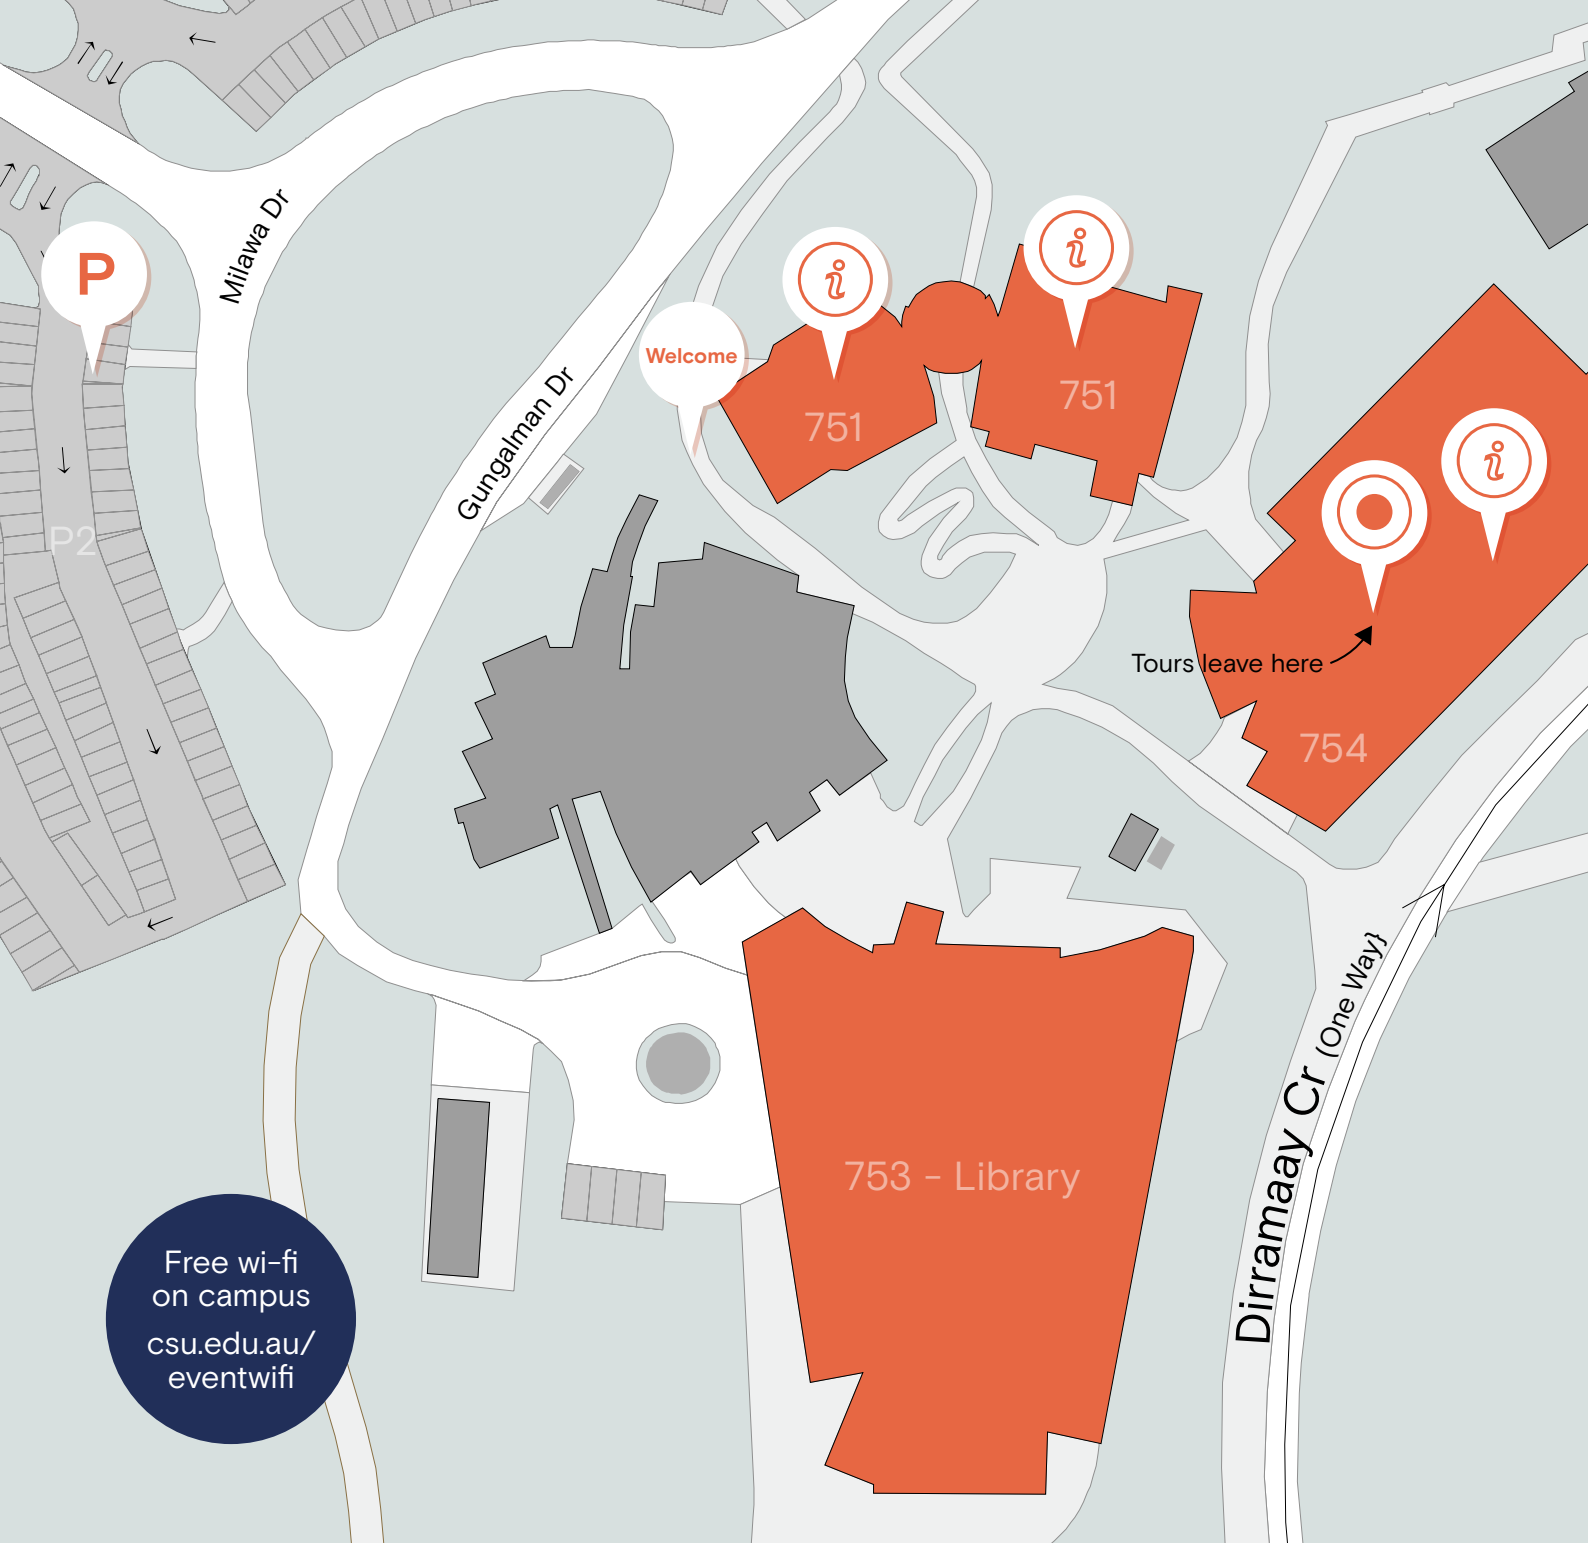 Milawa Dr
P
i
i
Welcome
Gungalman Dr
751
751
i
P2
Tours leave here
754
Dirramaay Cr (One Way}
753 - Library
Free wi-fi
on campus
csu.edu.au/
eventwifi